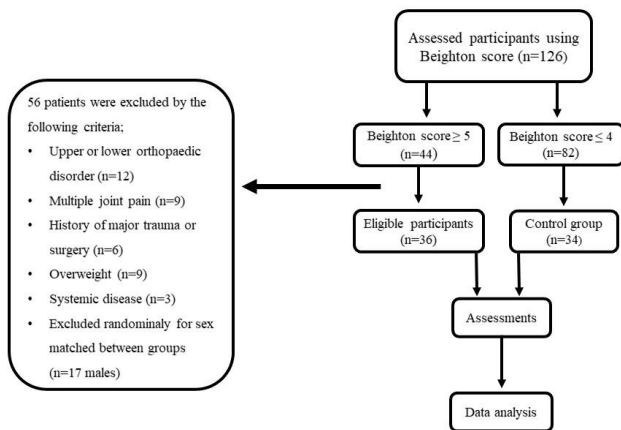 Assessed participants using
Beighton score (n=126)
56 patients were excluded by the
following criteria;
• Upper or lower orthopaedic
disorder (n=12)
• Multiple joint pain (n=9)
• History of major trauma or
surgery (n=6)
• Overweight (n=9)
• Systemic disease (n=3)
• Excluded randominaly for sex
matched between groups
(n=17 males)
Beighton score ≥ 5
(n=44)
Beighton score ≤ 4
(n=82)
Eligible participants
(n=36)
Control group
(n=34)
Assessments
Data analysis